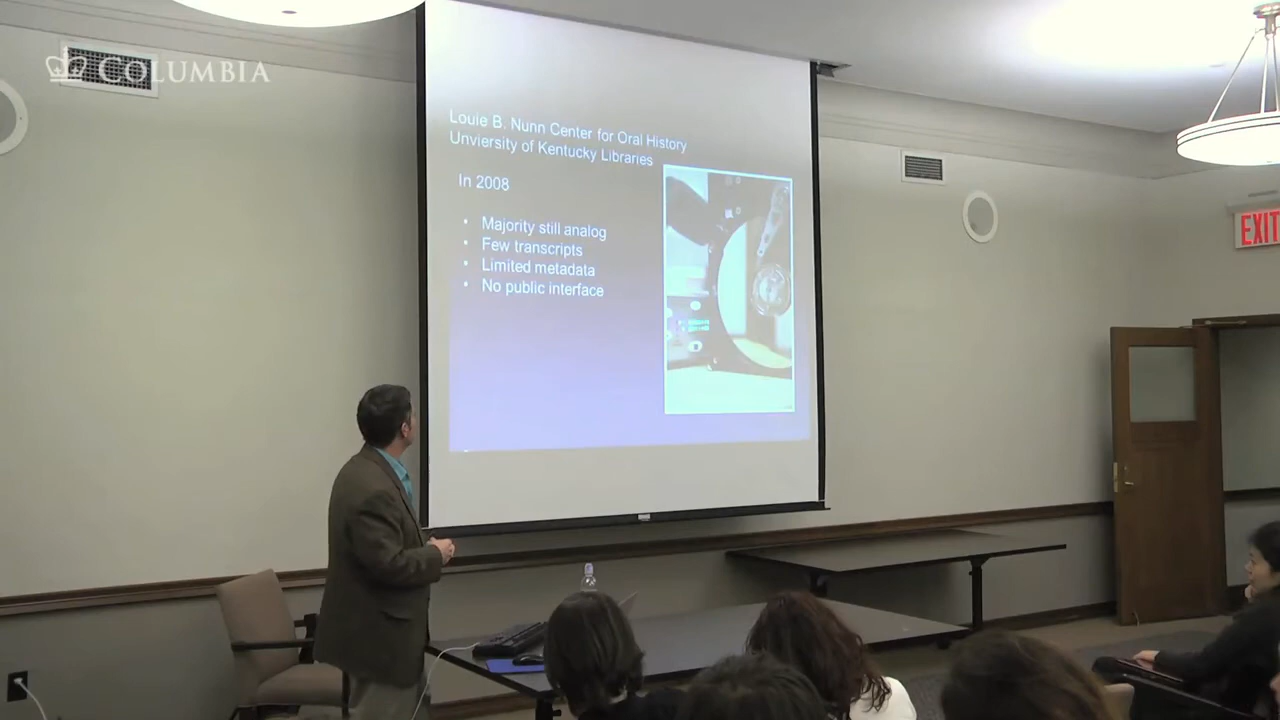 COLUMBIA
Louie B. Nunn Center for Oral History
Unviersity of Kentucky Libraries
In 2008
• Majority still analog
• Few transcripts
• Limited metadata
• No public interface
EXIT